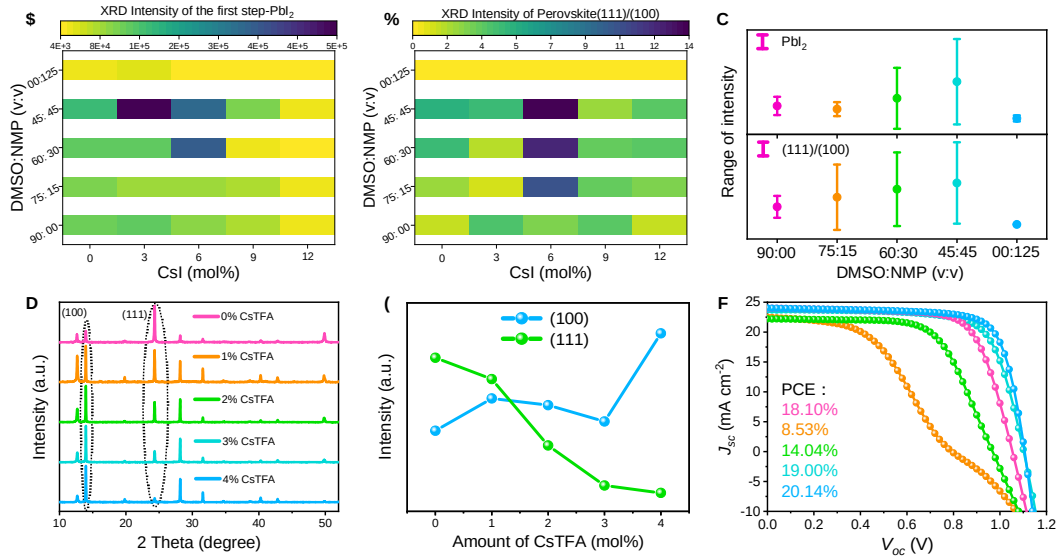 $
XRD Intensity of the first step-PbI2
4E+3 8E+4 1E+5 2E+5 3E+5 4E+5 4E+5 5E+5
DMSO:NMP (v:v)
00:125
45: 45
60: 30
75: 15
90: 00
0 3 6 9 12
CsI (mol%)
%
XRD Intensity of Perovskite(111)/(100)
0 2 4 6 8 10 12 14
DMSO:NMP (v:v)
00:125
45: 45
60: 30
75: 15
90: 00
0 3 6 9 12
CsI (mol%)
C
PbI2
(111)/(100)
Range of intensity
90:00 75:15 60:30 45:45 00:125
DMSO:NMP (v:v)
D
(100) (111)
0% CsTFA
1% CsTFA
2% CsTFA
3% CsTFA
4% CsTFA
Intensity (a.u.)
10 20 30 40 50
2 Theta (degree)
(
(100)
(111)
Intensity (a.u.)
0 1 2 3 4
Amount of CsTFA (mol%)
F
25
20
15
10
5
0
-5
-10
Jsc (mA cm-2)
PCE :
18.10%
8.53%
14.04%
19.00%
20.14%
0.0 0.2 0.4 0.6 0.8 1.0 1.2
Voc (V)